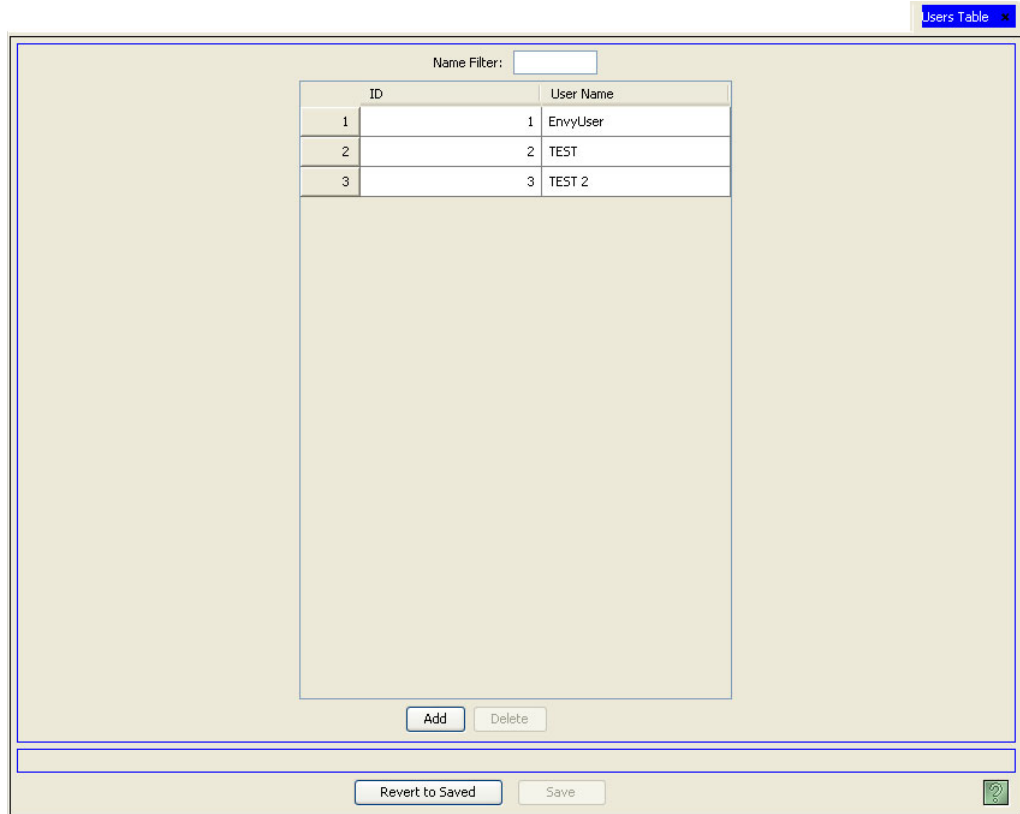 Users Table ×
Name Filter:
ID User Name
1 1 EnvyUser
2 2 TEST
3 3 TEST 2
Add Delete
Revert to Saved Save ?